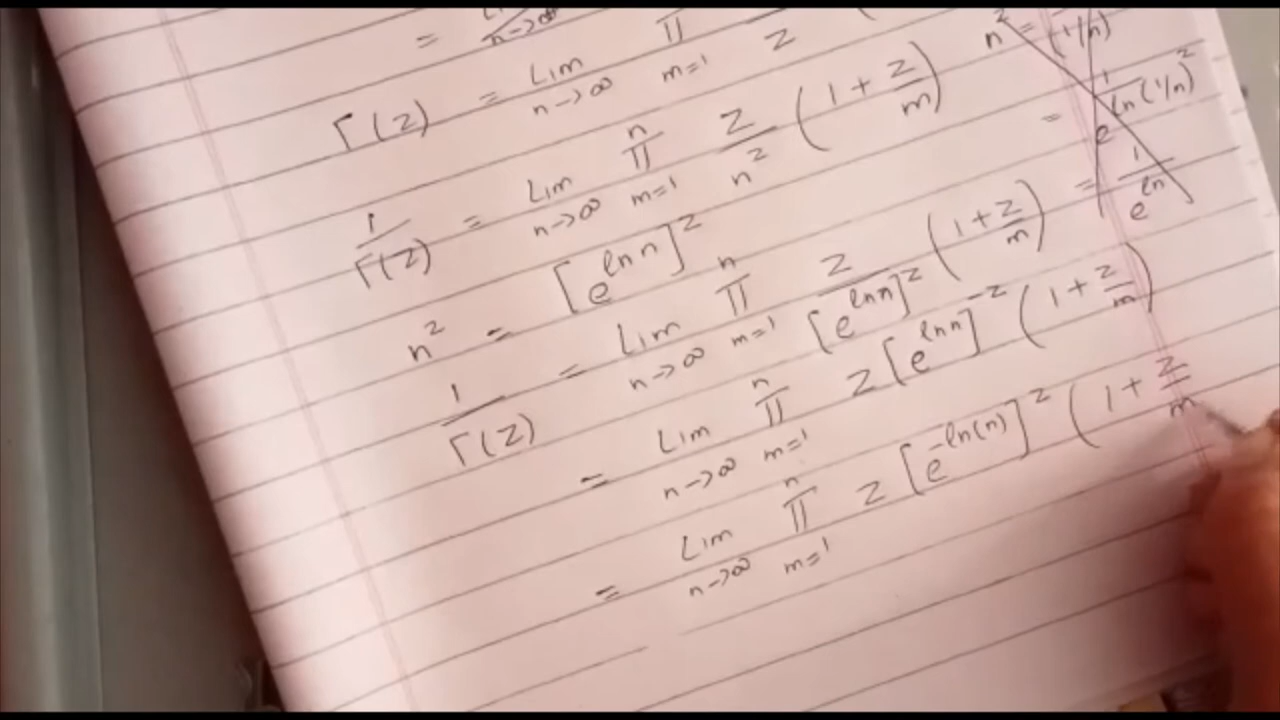 = Lim n→∞ π m=1 z (
Γ(z) = Lim n→∞
1/Γ(z) = Lim n→∞ n π m=1 z/n^z (1 + z/m)
n^z = [e^ln n]^z
1/Γ(z) = Lim n→∞ n π m=1 z/[e^ln n]^z (1 + z/m)
= Lim n→∞ n π m=1 z [e^ln n]^-z (1 + z/m)
= Lim n→∞ n π m=1 z [e^-ln(n)]^z (1 + z/m
n^z = 1/(1/n)
= 1/e^ln(1/n)^z
= 1/e^ln